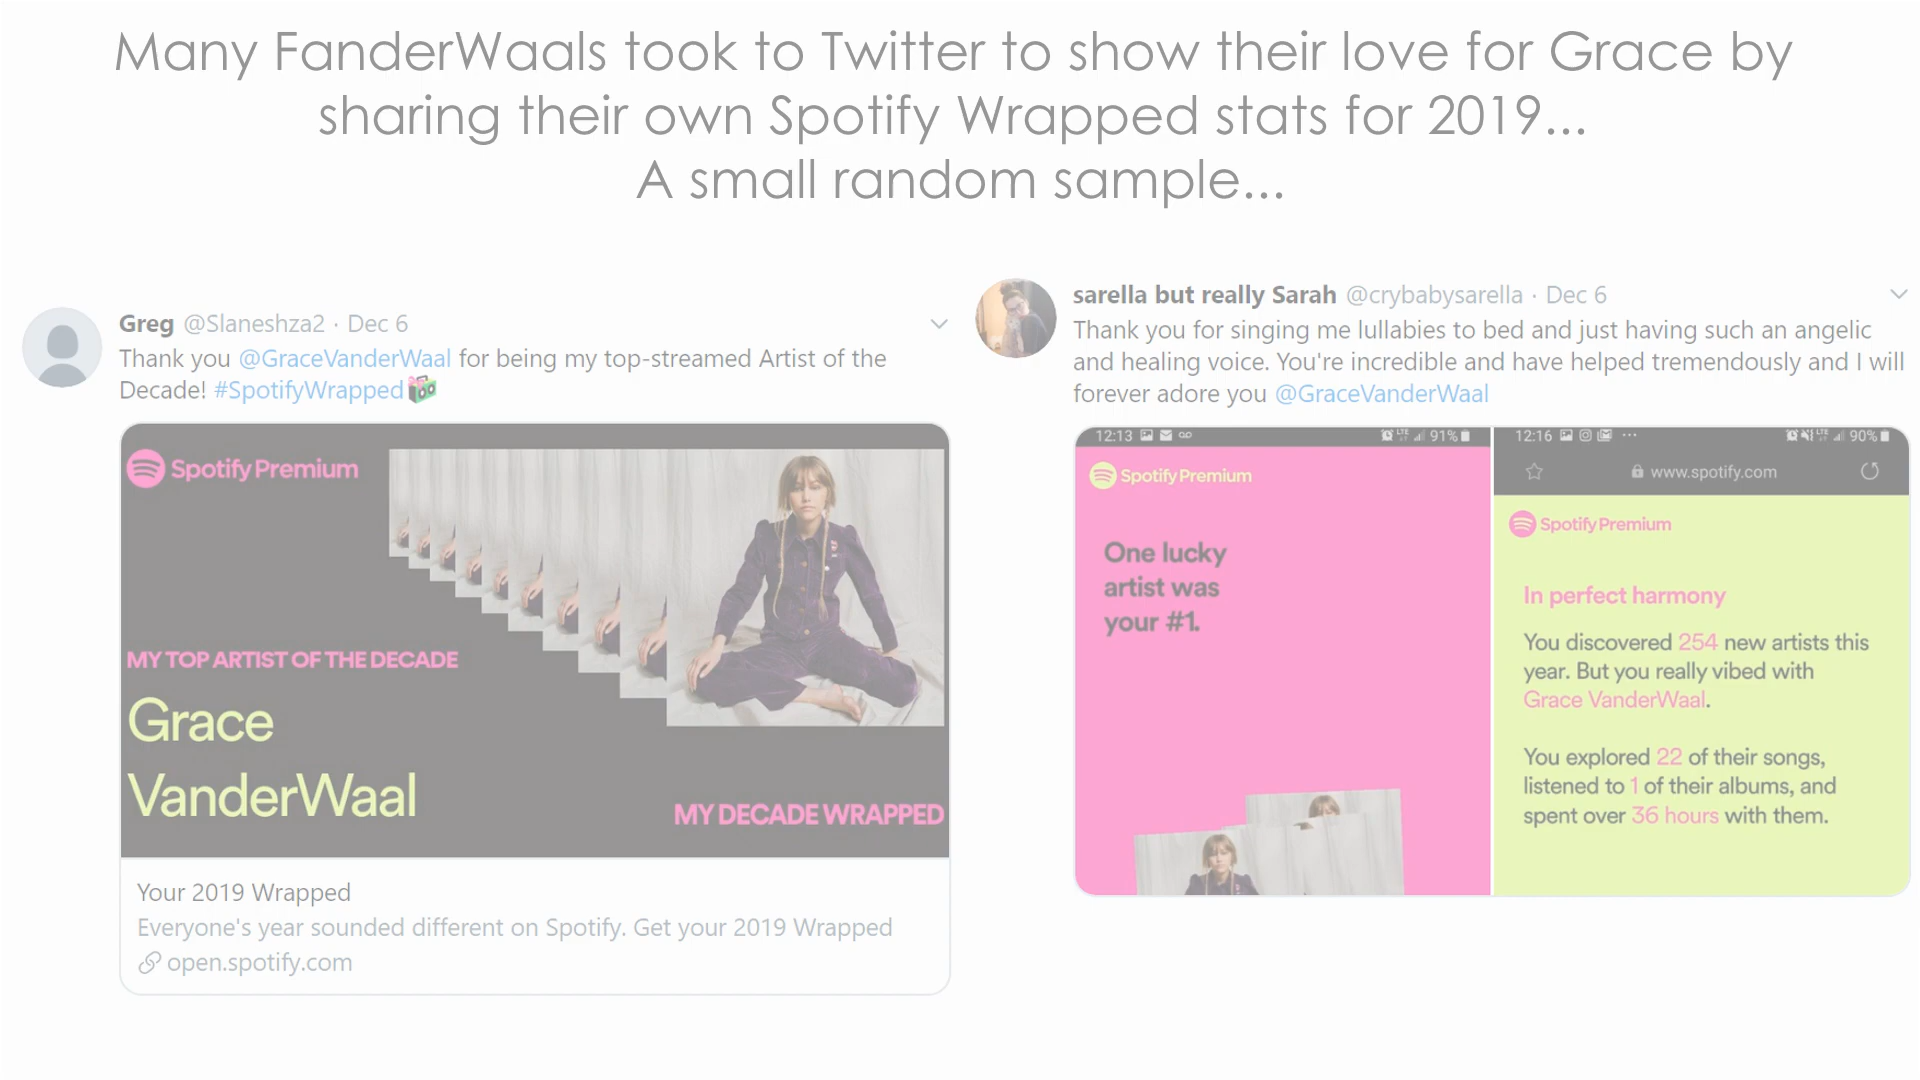 Many FanderWaals took to Twitter to show their love for Grace by
sharing their own Spotify Wrapped stats for 2019...
A small random sample...
Greg @Slaneshza2 · Dec 6
Thank you @GraceVanderWaal for being my top-streamed Artist of the
Decade! #SpotifyWrapped
Spotify Premium
MY TOP ARTIST OF THE DECADE
Grace
VanderWaal
MY DECADE WRAPPED
Your 2019 Wrapped
Everyone's year sounded different on Spotify. Get your 2019 Wrapped
open.spotify.com
sarella but really Sarah @crybabysarella · Dec 6
Thank you for singing me lullabies to bed and just having such an angelic
and healing voice. You're incredible and have helped tremendously and I will
forever adore you @GraceVanderWaal
12:13 LTE 91%
Spotify Premium
One lucky
artist was
your #1.
12:16 ··· LTE 90%
www.spotify.com
Spotify Premium
In perfect harmony
You discovered 254 new artists this
year. But you really vibed with
Grace VanderWaal.
You explored 22 of their songs,
listened to 1 of their albums, and
spent over 36 hours with them.